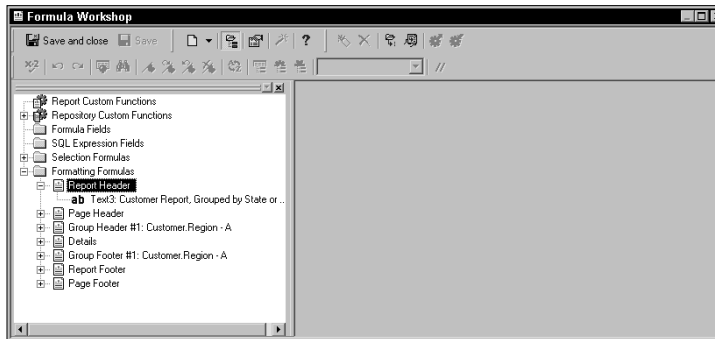 Formula Workshop
Save and close Save ?
x+2 //
Report Custom Functions
Repository Custom Functions
Formula Fields
SQL Expression Fields
Selection Formulas
Formatting Formulas
Report Header
ab Text3: Customer Report, Grouped by State or ..
Page Header
Group Header #1: Customer.Region - A
Details
Group Footer #1: Customer.Region - A
Report Footer
Page Footer